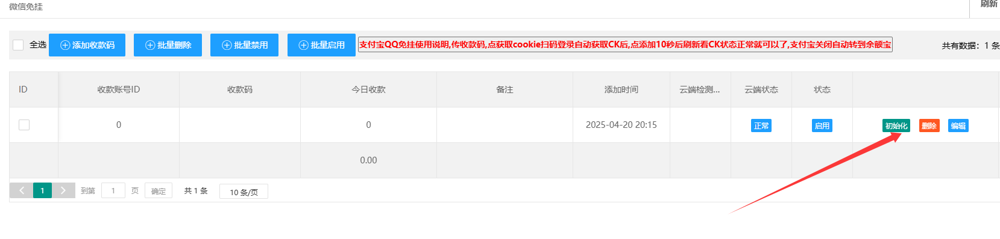 微信免挂
刷新
全选 添加收款码 批量删除 批量禁用 批量启用 支付宝QQ免挂使用说明,传收款码,点获取cookie扫码登录自动获取CK后,点添加10秒后刷新看CK状态正常就可以了,支付宝关闭自动转到余额宝 共有数据：1 条
ID 收款账号ID 收款码 今日收款 备注 添加时间 云端检测... 云端状态 状态
0 0 2025-04-20 20:15 正常 启用 初始化 删除 编辑
0.00
1 到第 1 页 确定 共 1 条 10 条/页